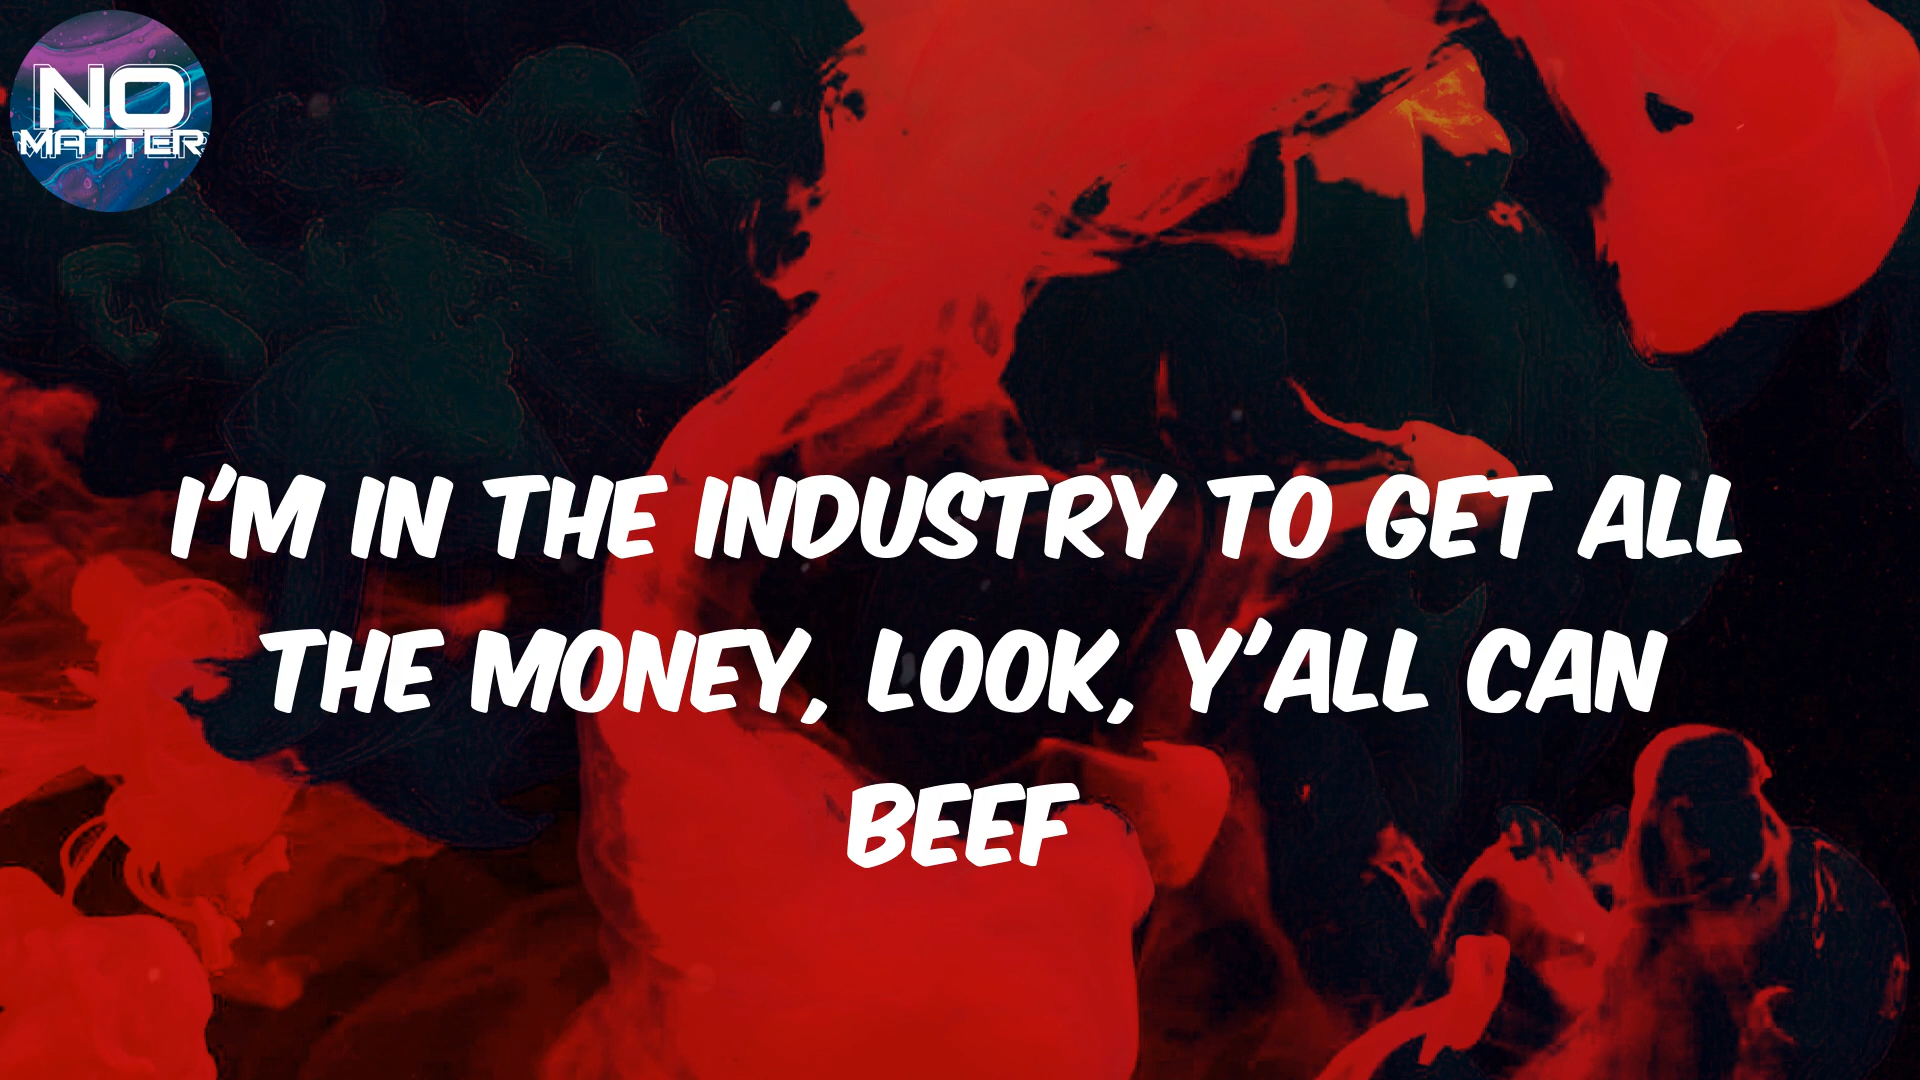 NO
MATTER
I'M IN THE INDUSTRY TO GET ALL
THE MONEY, LOOK, Y'ALL CAN
BEEF